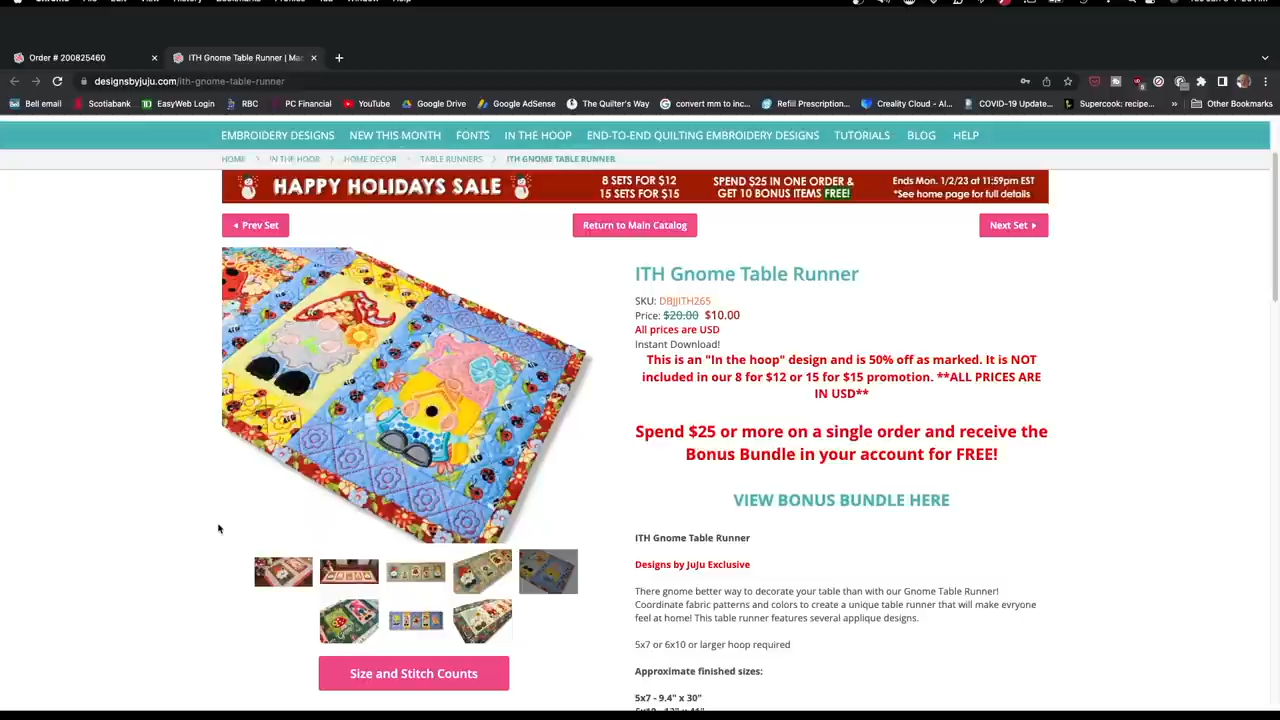 Order # 200825460
ITH Gnome Table Runner | Mac
designsbyjuju.com/ith-gnome-table-runner
Bell email
Scotiabank
EasyWeb Login
RBC
PC Financial
YouTube
Google Drive
Google AdSense
The Quilter's Way
convert mm to inc...
Refill Prescription...
Creality Cloud - Al...
COVID-19 Update...
Supercook: recipe...
Other Bookmarks
EMBROIDERY DESIGNS NEW THIS MONTH FONTS IN THE HOOP END-TO-END QUILTING EMBROIDERY DESIGNS TUTORIALS BLOG HELP
HOME > IN THE HOOP > HOME DECOR > TABLE RUNNERS > ITH GNOME TABLE RUNNER
HAPPY HOLIDAYS SALE
8 SETS FOR $12
15 SETS FOR $15
SPEND $25 IN ONE ORDER &
GET 10 BONUS ITEMS FREE!
Ends Mon. 1/2/23 at 11:59pm EST
*See home page for full details
Prev Set
Return to Main Catalog
Next Set
ITH Gnome Table Runner
SKU: DBJJITH265
Price: $20.00 $10.00
All prices are USD
Instant Download!
This is an "In the hoop" design and is 50% off as marked. It is NOT
included in our 8 for $12 or 15 for $15 promotion. **ALL PRICES ARE
IN USD**
Spend $25 or more on a single order and receive the
Bonus Bundle in your account for FREE!
VIEW BONUS BUNDLE HERE
ITH Gnome Table Runner
Designs by JuJu Exclusive
There gnome better way to decorate your table than with our Gnome Table Runner!
Coordinate fabric patterns and colors to create a unique table runner that will make evryone
feel at home! This table runner features several applique designs.
5x7 or 6x10 or larger hoop required
Approximate finished sizes:
5x7 - 9.4" x 30"
Size and Stitch Counts